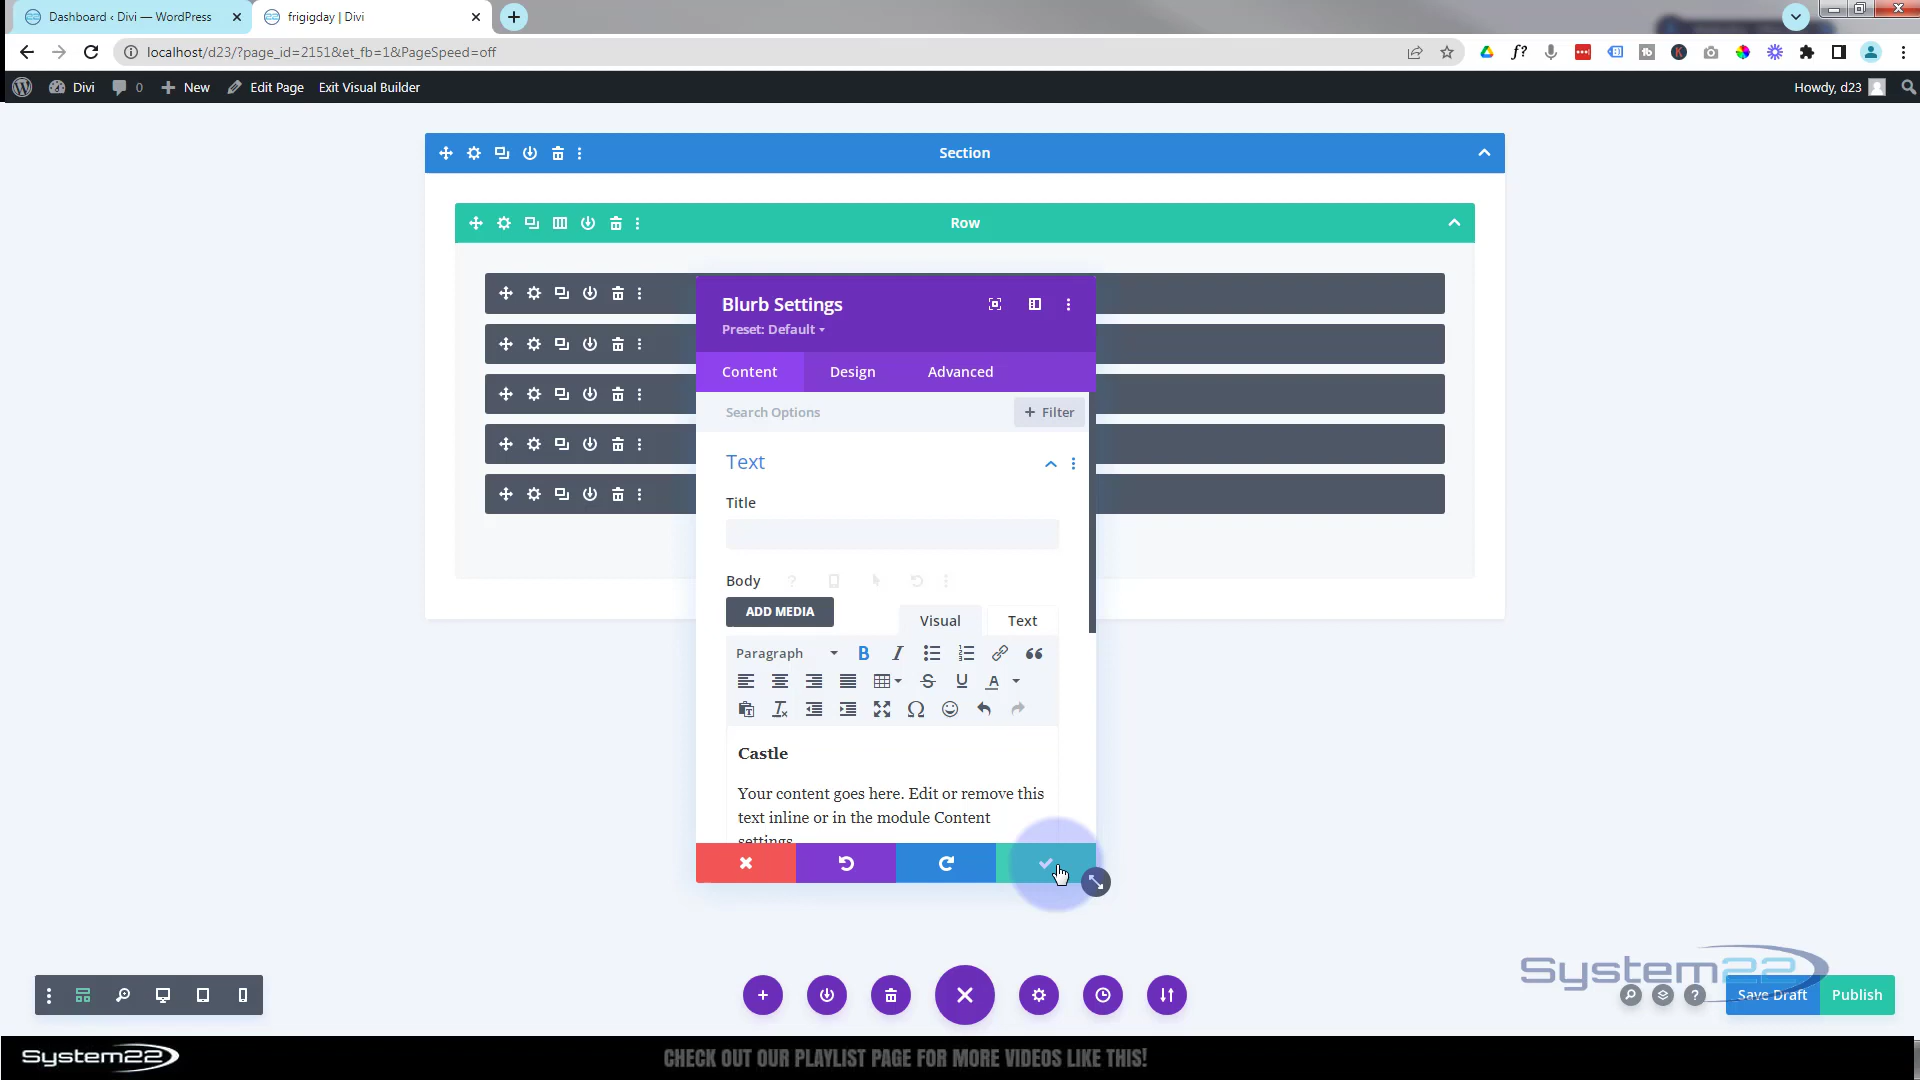 Dashboard ‹ Divi — WordPress
frigigday | Divi
localhost/d23/?page_id=2151&et_fb=1&PageSpeed=off
Divi
0
New
Edit Page
Exit Visual Builder
Howdy, d23
Section
Row
Blurb Settings
Preset: Default
Content
Design
Advanced
Search Options
+ Filter
Text
Title
Body
ADD MEDIA
Visual
Text
Paragraph
B
I
U
A
Castle
Your content goes here. Edit or remove this
text inline or in the module Content
settings
System22
Save Draft
Publish
System22
CHECK OUT OUR PLAYLIST PAGE FOR MORE VIDEOS LIKE THIS!